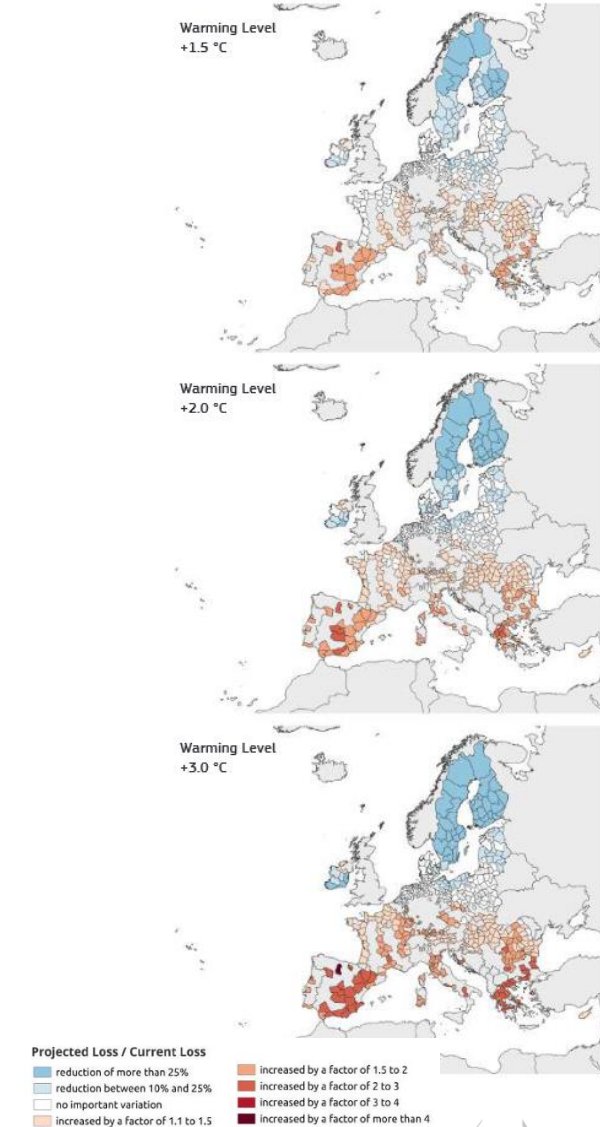 Warming Level
+1.5 °C
Warming Level
+2.0 °C
Warming Level
+3.0 °C
Projected Loss / Current Loss
reduction of more than 25%
reduction between 10% and 25%
no important variation
increased by a factor of 1.1 to 1.5
increased by a factor of 1.5 to 2
increased by a factor of 2 to 3
increased by a factor of 3 to 4
increased by a factor of more than 4